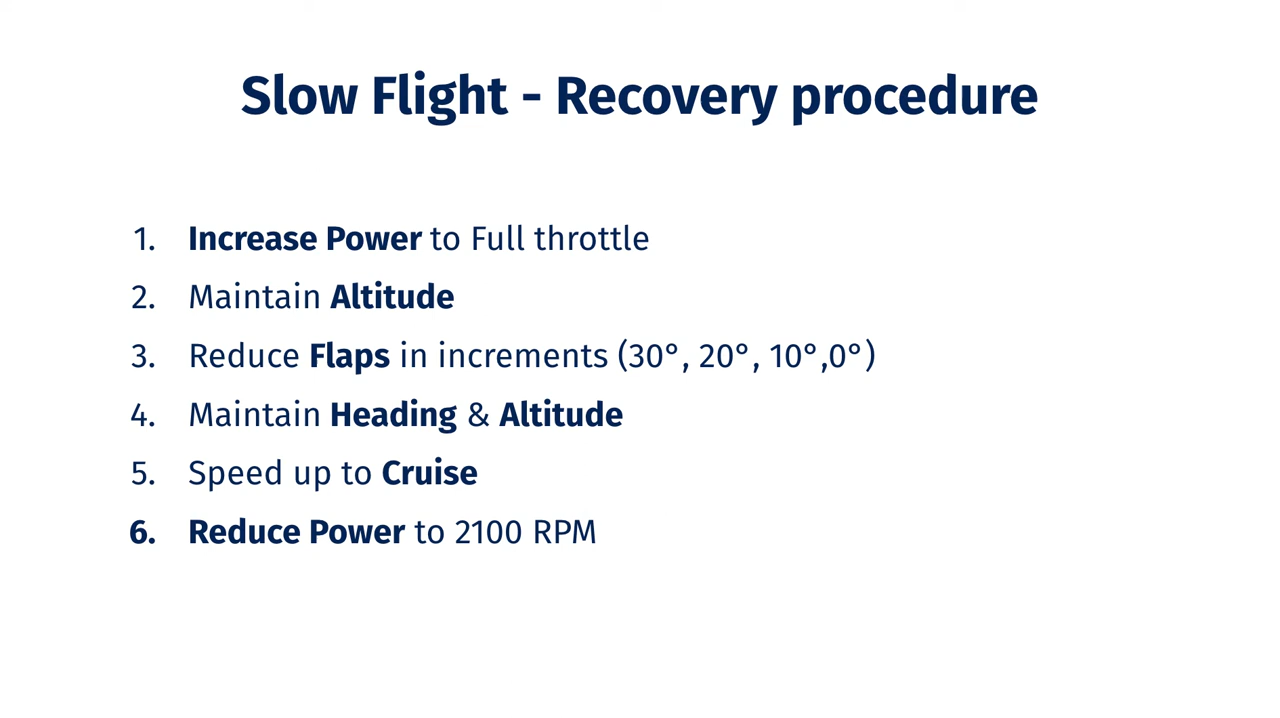 Slow Flight - Recovery procedure
1. Increase Power to Full throttle
2. Maintain Altitude
3. Reduce Flaps in increments (30°, 20°, 10°,0°)
4. Maintain Heading & Altitude
5. Speed up to Cruise
6. Reduce Power to 2100 RPM